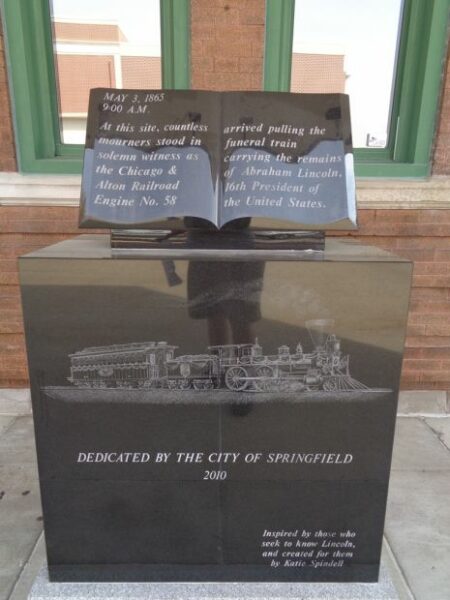 MAY 3, 1865
9:00 A.M.
At this site, countless
mourners stood in
solemn witness as
the Chicago &
Alton Railroad
Engine No. 58
arrived pulling the
funeral train
carrying the remains
of Abraham Lincoln,
16th President of
the United States.
DEDICATED BY THE CITY OF SPRINGFIELD
2010
Inspired by those who
seek to know Lincoln,
and created for them
by Katie Spindell